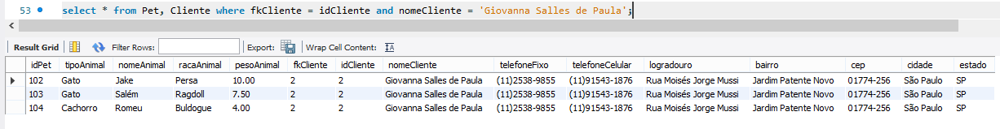 53 select * from Pet, Cliente where fkCliente = idCliente and nomeCliente = 'Giovanna Salles de Paula';
Result Grid Filter Rows: Export: Wrap Cell Content:
idPet tipoAnimal nomeAnimal racaAnimal pesoAnimal fkCliente idCliente nomeCliente telefoneFixo telefoneCelular logradouro bairro cep cidade estado
102 Gato Jake Persa 10.00 2 2 Giovanna Salles de Paula (11)2538-9855 (11)91543-1876 Rua Moisés Jorge Mussi Jardim Patente Novo 01774-256 São Paulo SP
103 Gato Salém Ragdoll 7.50 2 2 Giovanna Salles de Paula (11)2538-9855 (11)91543-1876 Rua Moisés Jorge Mussi Jardim Patente Novo 01774-256 São Paulo SP
104 Cachorro Romeu Buldogue 4.00 2 2 Giovanna Salles de Paula (11)2538-9855 (11)91543-1876 Rua Moisés Jorge Mussi Jardim Patente Novo 01774-256 São Paulo SP